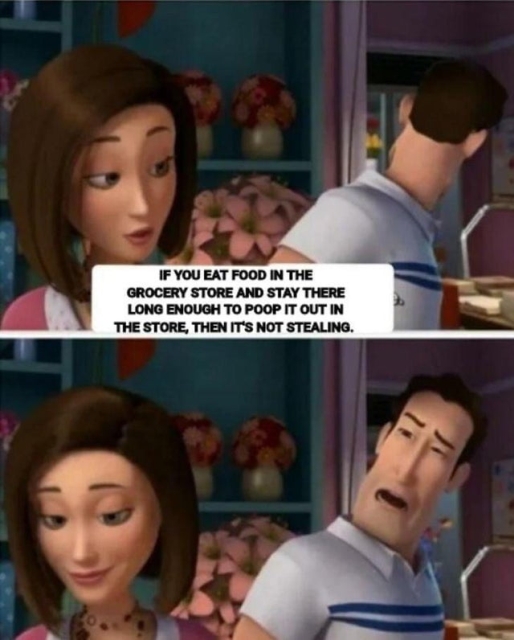 IF YOU EAT FOOD IN THE
GROCERY STORE AND STAY THERE
LONG ENOUGH TO POOP IT OUT IN
THE STORE, THEN IT'S NOT STEALING.